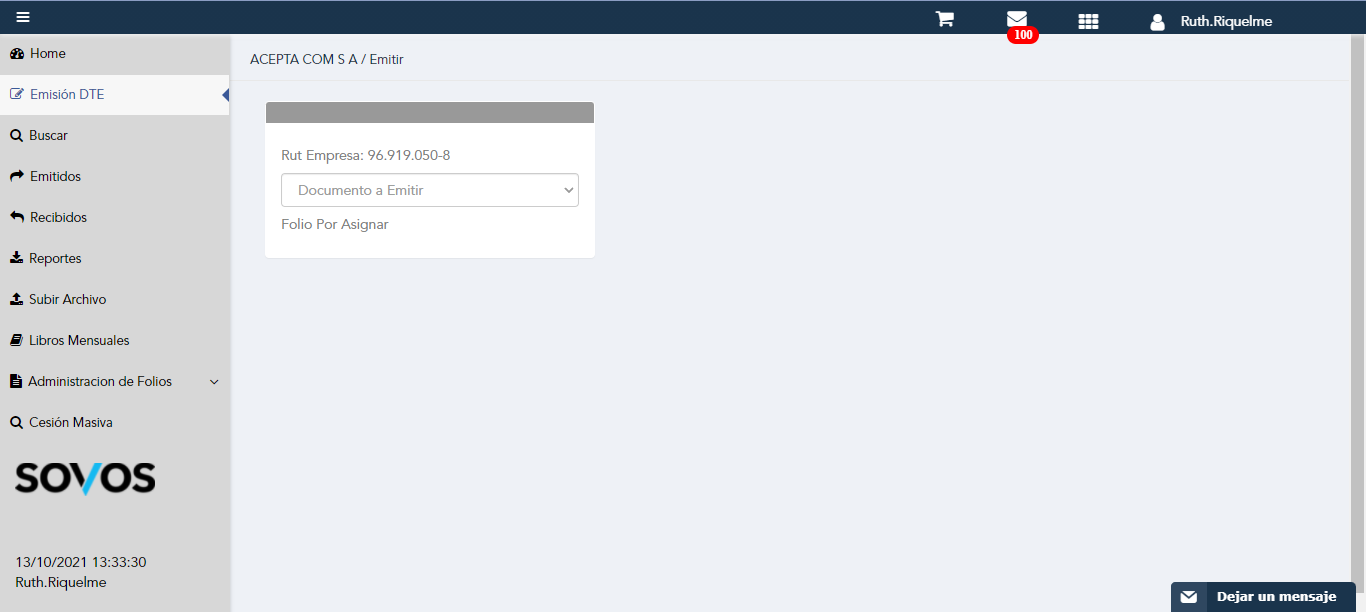 100
Ruth.Riquelme
Home
Emisión DTE
Buscar
Emitidos
Recibidos
Reportes
Subir Archivo
Libros Mensuales
Administracion de Folios
Cesión Masiva
SOVOS
13/10/2021 13:33:30
Ruth.Riquelme
ACEPTA COM S A / Emitir
Rut Empresa: 96.919.050-8
Documento a Emitir
Folio Por Asignar
Dejar un mensaje